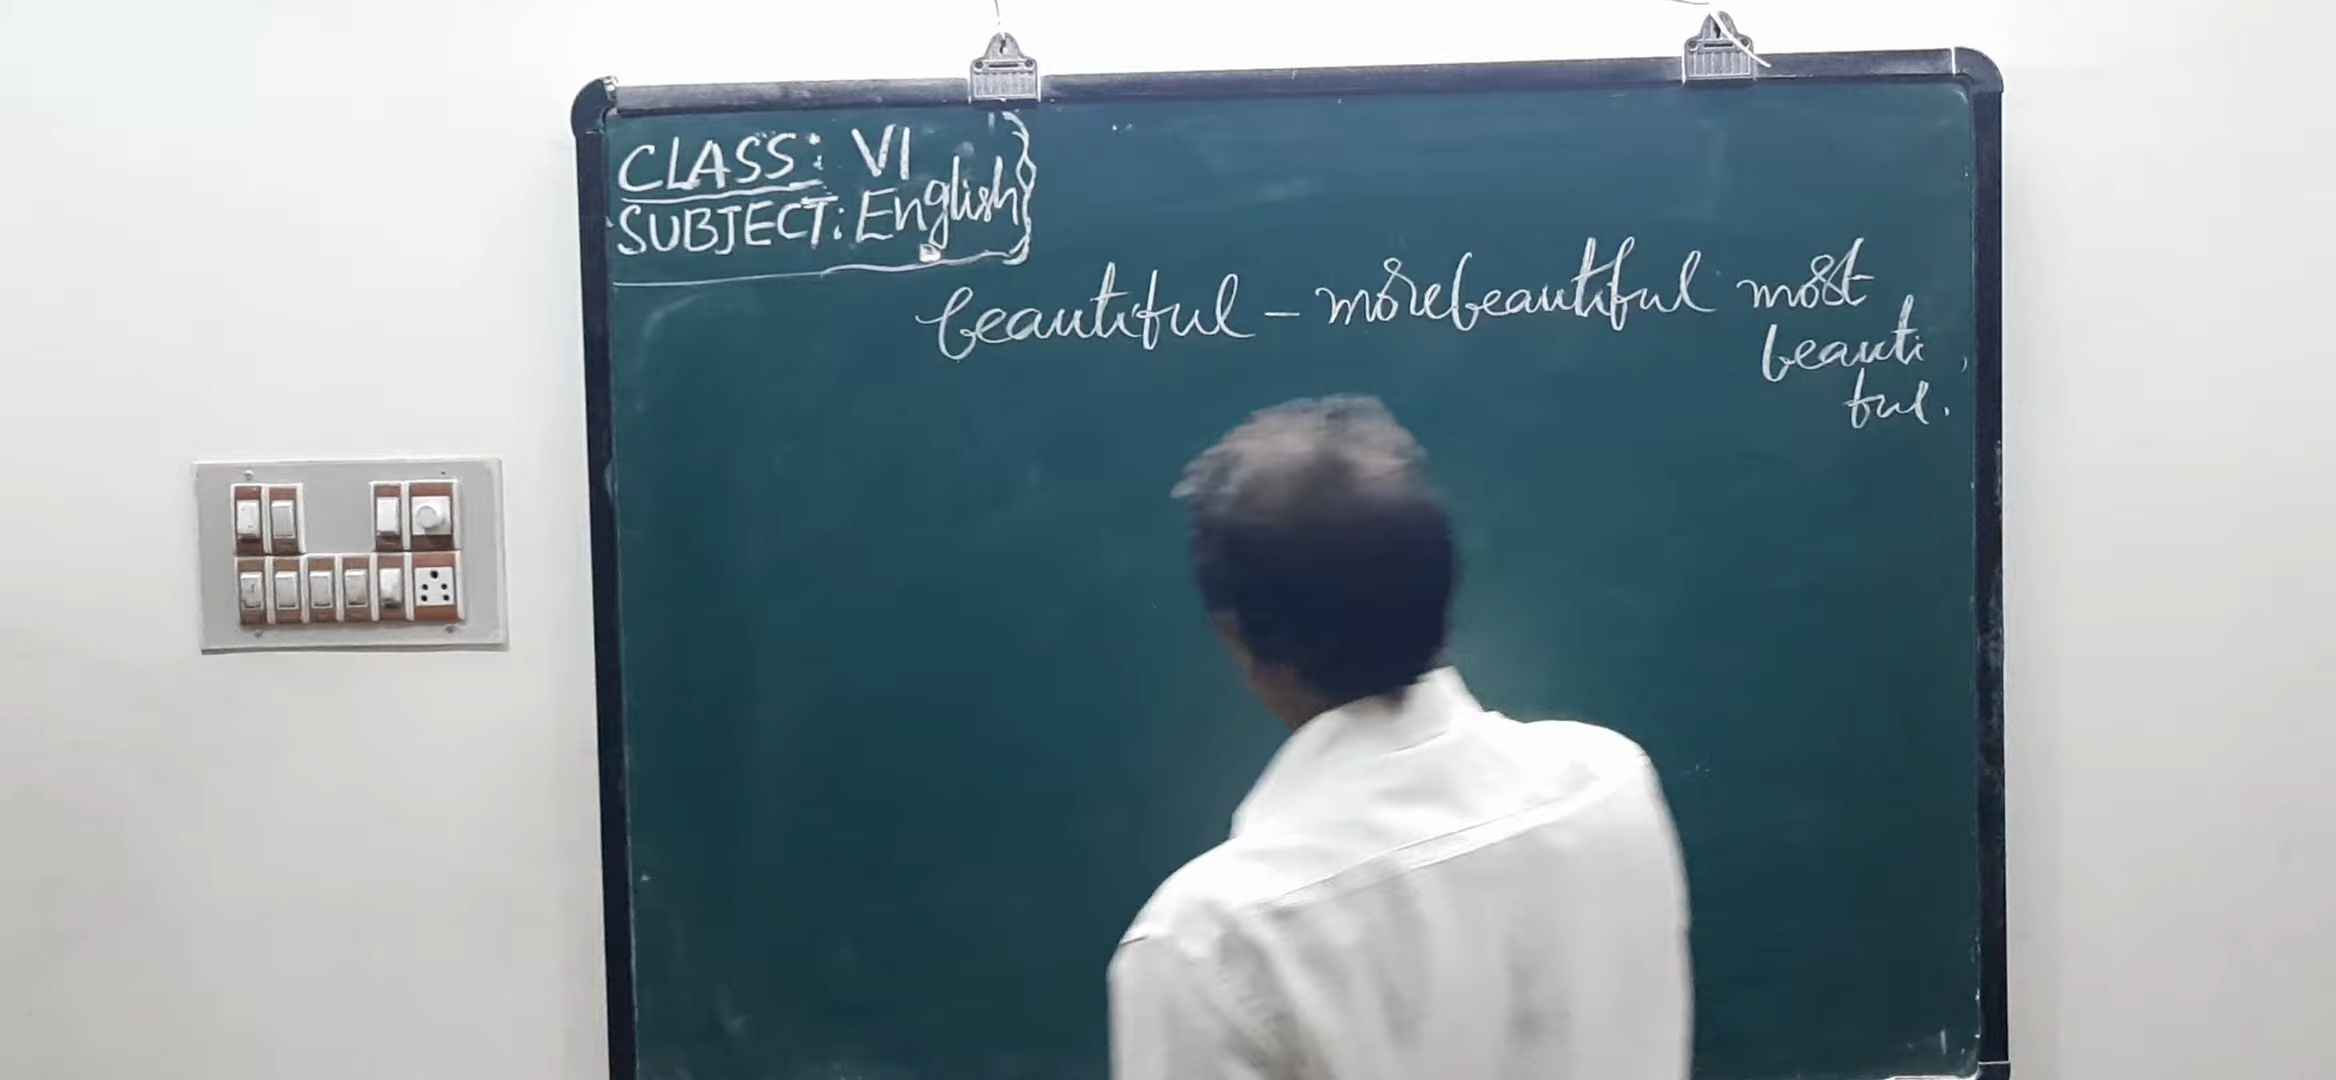 CLASS: VI
SUBJECT: English
beautiful - morebeautiful most
beauti
ful.